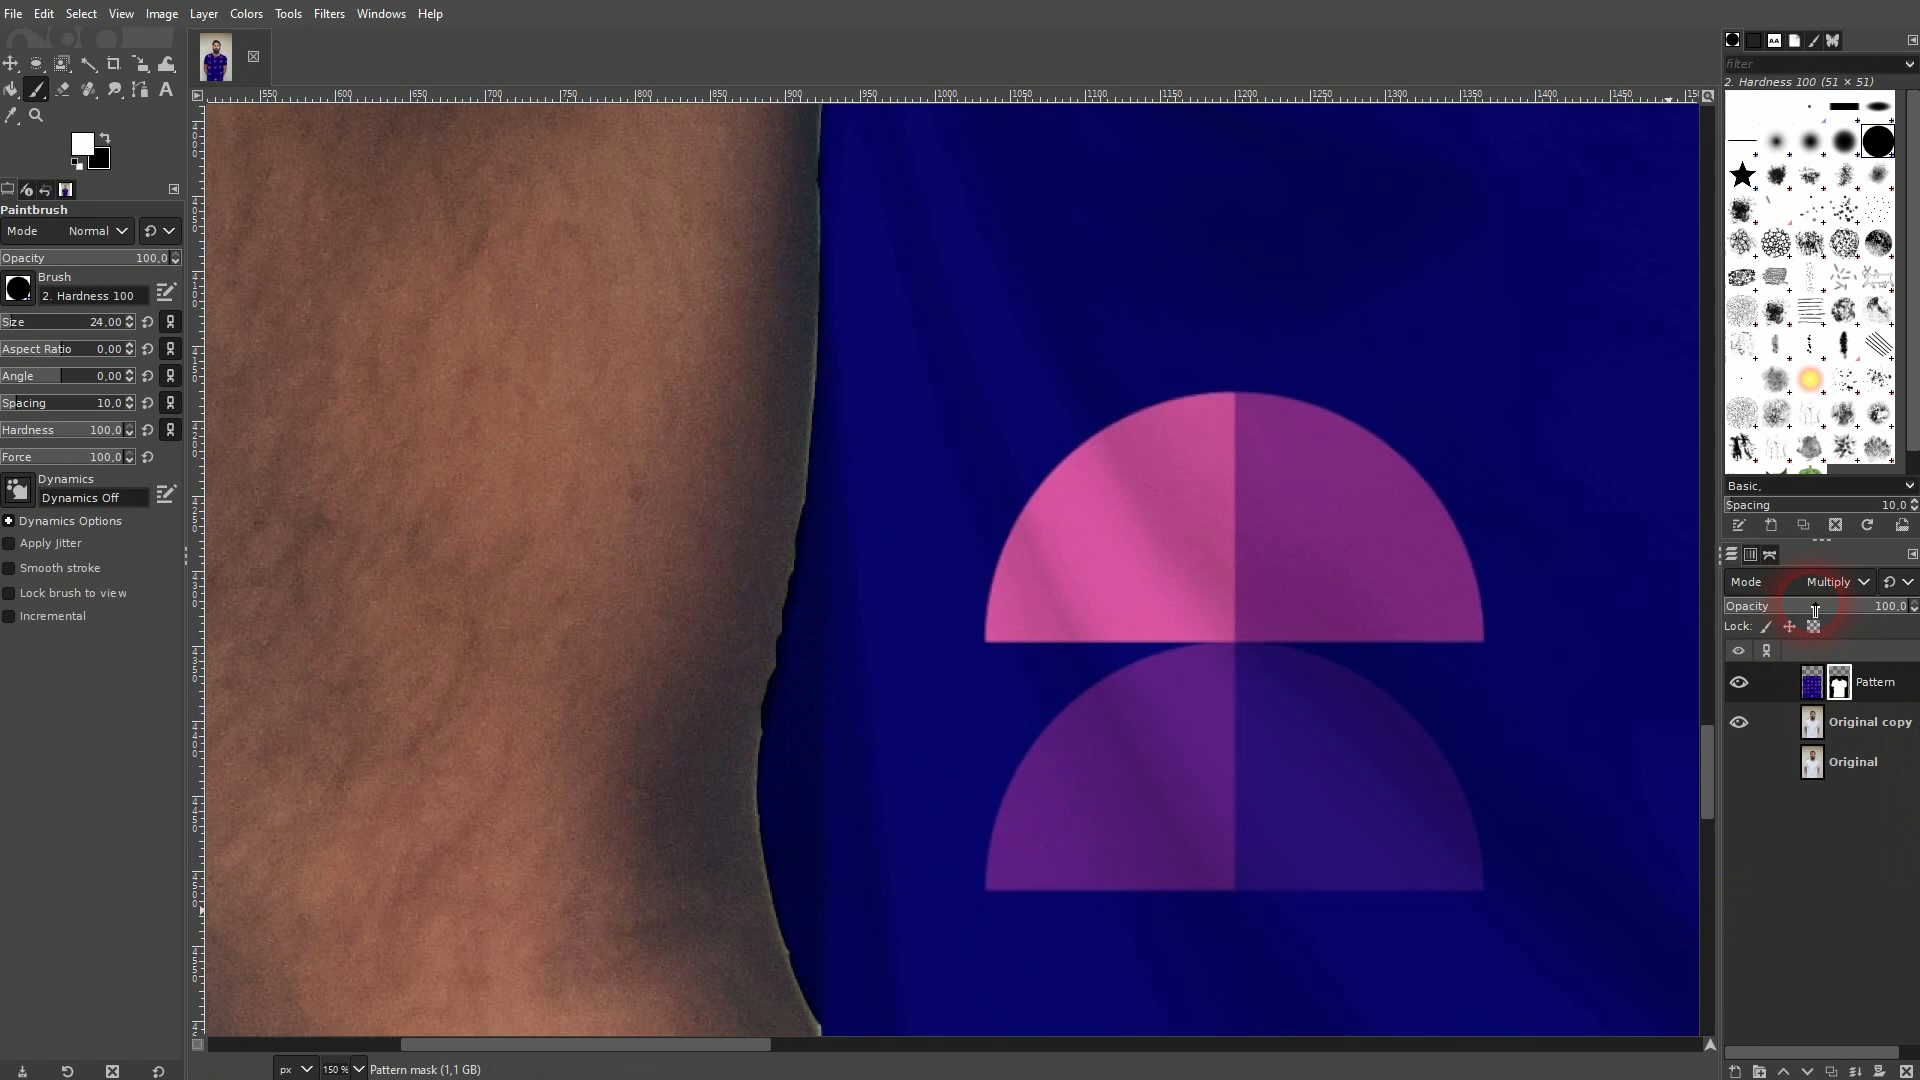 File Edit Select View Image Layer Colors Tools Filters Windows Help
Paintbrush
Mode Normal
Opacity 100,0
Brush
2. Hardness 100
Size 24,00
Aspect Ratio 0,00
Angle 0,00
Spacing 10,0
Hardness 100,0
Force 100,0
Dynamics
Dynamics Off
Dynamics Options
Apply Jitter
Smooth stroke
Lock brush to view
Incremental
550 600 650 700 750 800 850 900 950 1000 1050 1100 1150 1200 1250 1300 1350 1400 1450
px 150 % Pattern mask (1,1 GB)
filter
2. Hardness 100 (51 × 51)
Basic,
Spacing 10,0
Mode Multiply
Opacity 100,0
Lock:
Pattern
Original copy
Original